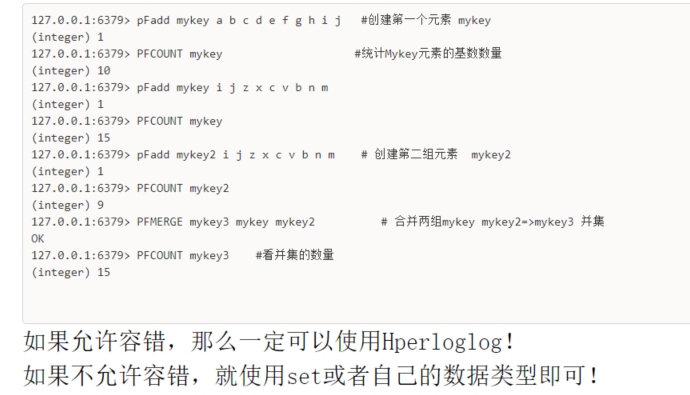 127.0.0.1:6379> pFadd mykey a b c d e f g h i j #创建第一个元素 mykey
(integer) 1
127.0.0.1:6379> PFCOUNT mykey #统计Mykey元素的基数数量
(integer) 10
127.0.0.1:6379> pFadd mykey i j z x c v b n m
(integer) 1
127.0.0.1:6379> PFCOUNT mykey
(integer) 15
127.0.0.1:6379> pFadd mykey2 i j z x c v b n m # 创建第二组元素 mykey2
(integer) 1
127.0.0.1:6379> PFCOUNT mykey2
(integer) 9
127.0.0.1:6379> PFMERGE mykey3 mykey mykey2 # 合并两组mykey mykey2=>mykey3 并集
OK
127.0.0.1:6379> PFCOUNT mykey3 #看并集的数量
(integer) 15
如果允许容错，那么一定可以使用Hperloglog！
如果不允许容错，就使用set或者自己的数据类型即可！